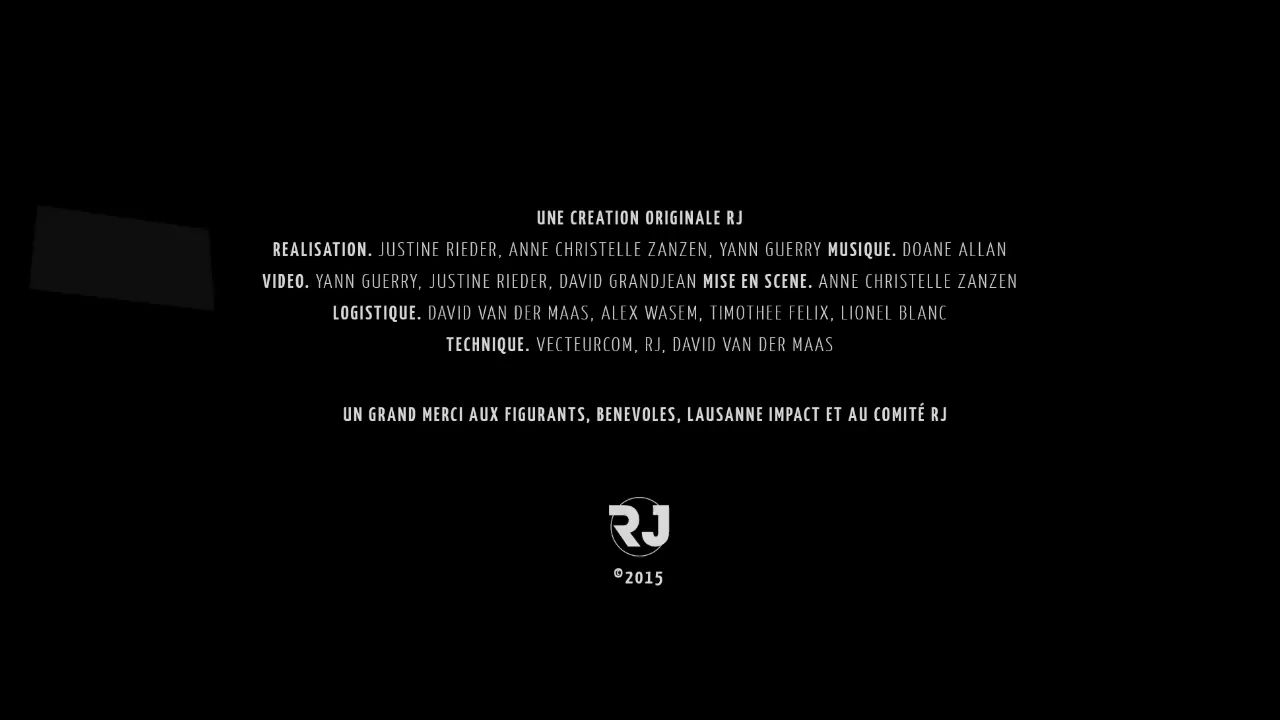 UNE CREATION ORIGINALE RJ
REALISATION. JUSTINE RIEDER, ANNE CHRISTELLE ZANZEN, YANN GUERRY MUSIQUE. DOANE ALLAN
VIDEO. YANN GUERRY, JUSTINE RIEDER, DAVID GRANDJEAN MISE EN SCENE. ANNE CHRISTELLE ZANZEN
LOGISTIQUE. DAVID VAN DER MAAS, ALEX WASEM, TIMOTHEE FELIX, LIONEL BLANC
TECHNIQUE. VECTEURCOM, RJ, DAVID VAN DER MAAS
UN GRAND MERCI AUX FIGURANTS, BENEVOLES, LAUSANNE IMPACT ET AU COMITÉ RJ
RJ
©2015